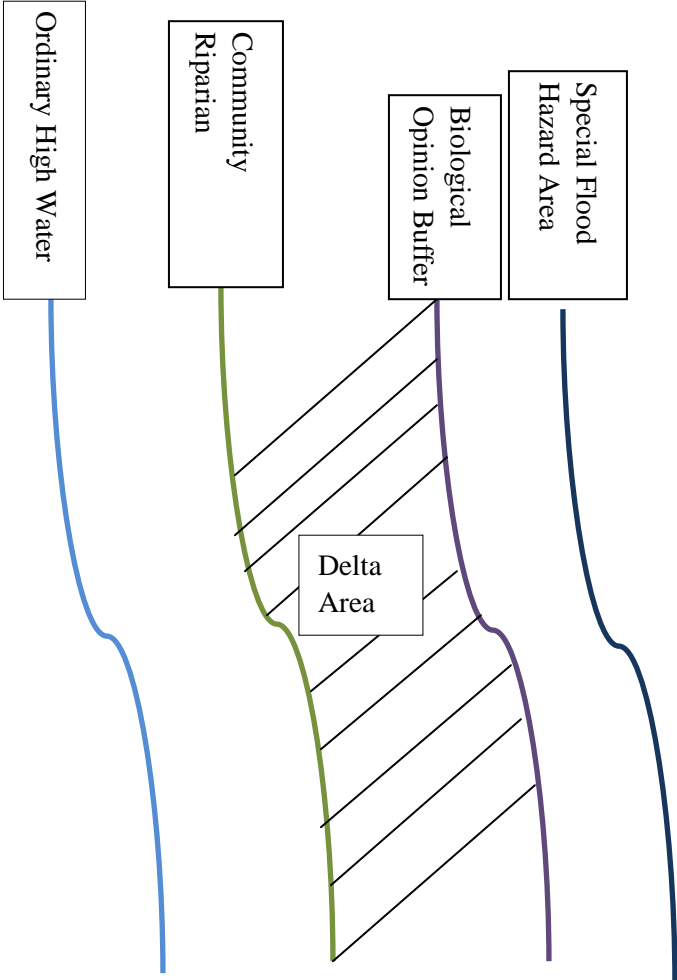 Ordinary High Water
Community
Riparian
Biological
Opinion Buffer
Special Flood
Hazard Area
Delta
Area